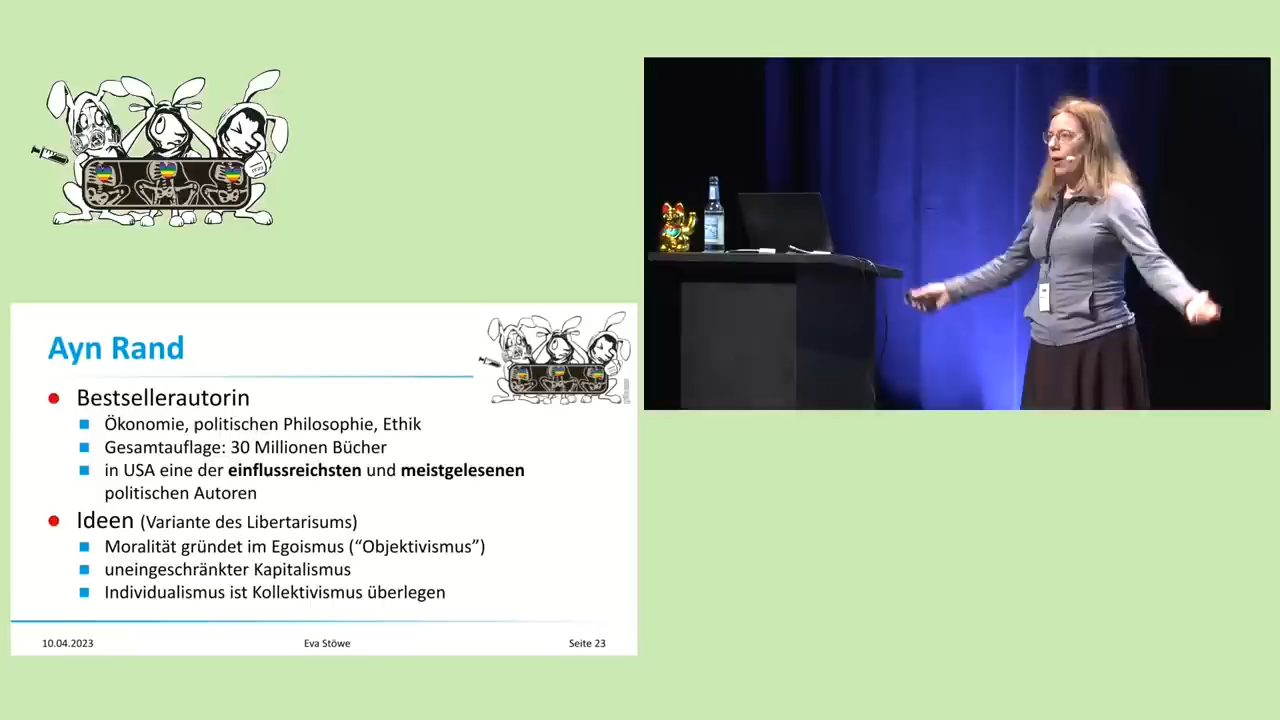 Ayn Rand
Bestsellerautorin
Ökonomie, politischen Philosophie, Ethik
Gesamtauflage: 30 Millionen Bücher
in USA eine der einflussreichsten und meistgelesenen
politischen Autoren
Ideen (Variante des Libertarisums)
Moralität gründet im Egoismus (“Objektivismus”)
uneingeschränkter Kapitalismus
Individualismus ist Kollektivismus überlegen
10.04.2023
Eva Stöwe
Seite 23